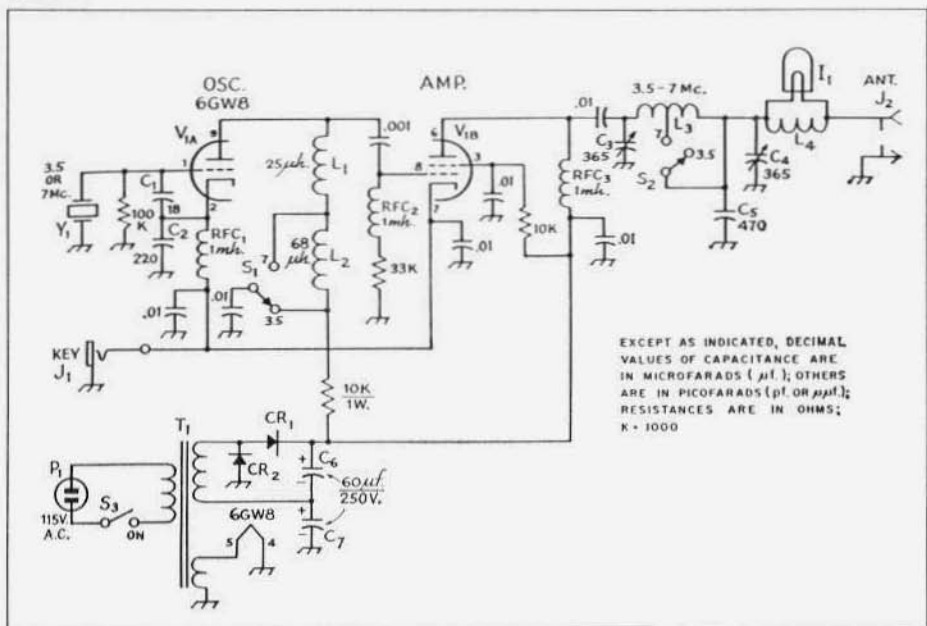 OSC.
6GW8
AMP.
V1A
9
1
2
3.5
OR
7Mc.
Y1
100
K
C1
18
C2
220
RFC1
1mh.
.01
.01
S1
7
3.5
25µh.
L1
68
µh
L2
.001
RFC2
1mh.
33K
V1B
6
3
8
7
.01
.01
10K
RFC3
1mh.
.01
.01
3.5-7 Mc.
C3
365
7
L3
3.5
S2
C4
365
C5
470
I1
L4
ANT.
J2
KEY
J1
10K
1W.
EXCEPT AS INDICATED, DECIMAL
VALUES OF CAPACITANCE ARE
IN MICROFARADS ( µf. ); OTHERS
ARE IN PICOFARADS ( pf. OR µµf.);
RESISTANCES ARE IN OHMS;
K = 1000
T1
CR1
CR2
+
C6
-
60µf.
250V.
+
C7
-
P1
115V.
A.C.
S3
ON
6GW8
5
4